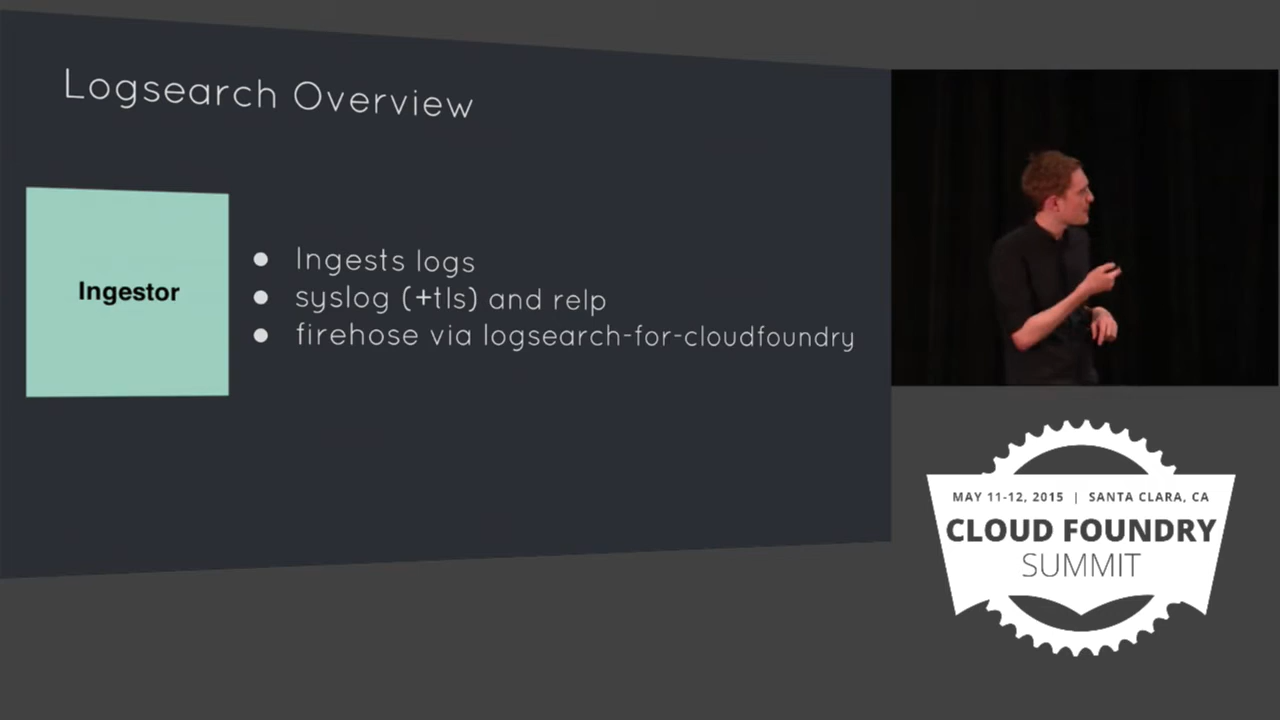 Logsearch Overview
Ingestor
Ingests logs
syslog (+tls) and relp
firehose via logsearch-for-cloudfoundry
MAY 11-12, 2015 | SANTA CLARA, CA
CLOUD FOUNDRY
SUMMIT